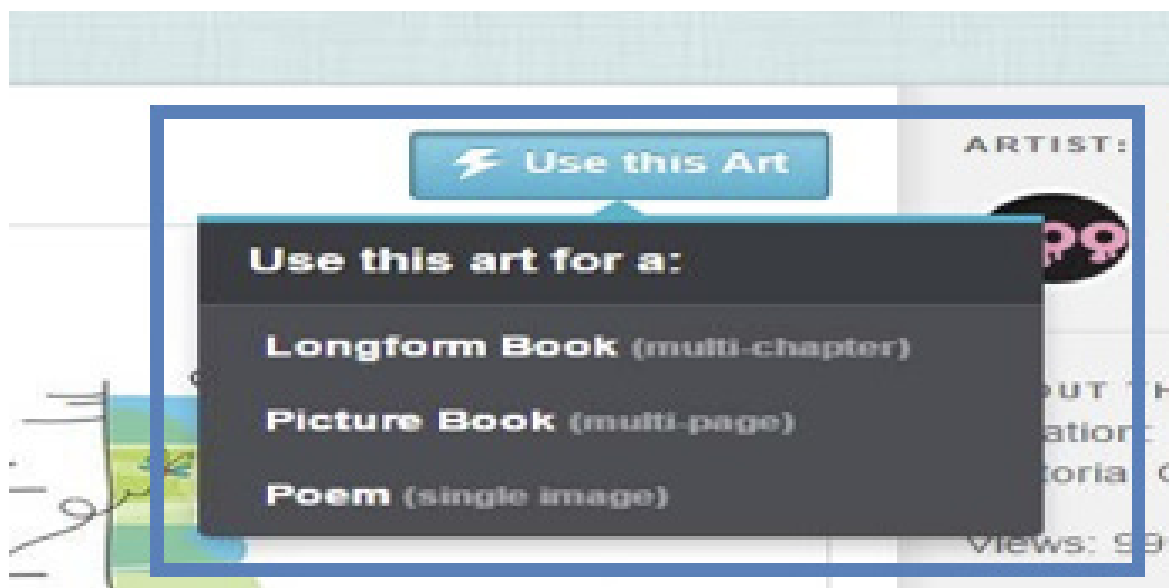 Use this Art
ARTIST:
Use this art for a:
Longform Book (multi-chapter)
Picture Book (multi-page)
Poem (single image)
Views: